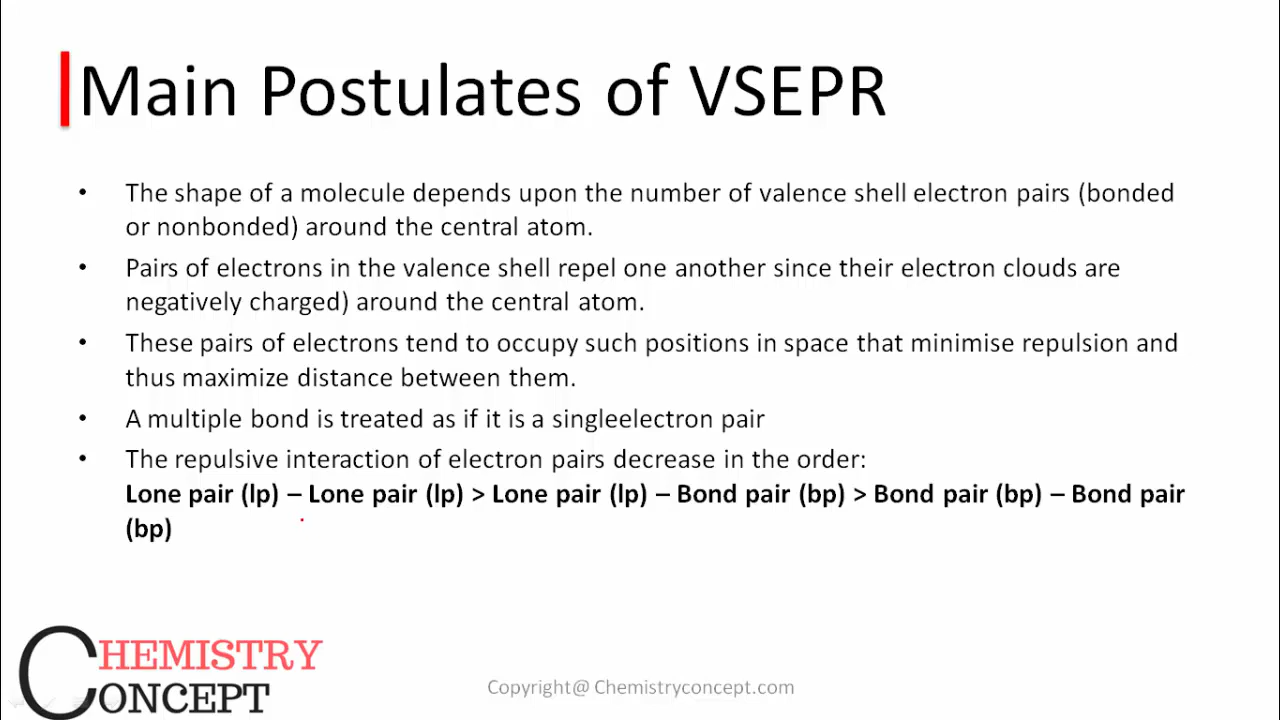 Main Postulates of VSEPR
• The shape of a molecule depends upon the number of valence shell electron pairs (bonded
or nonbonded) around the central atom.
• Pairs of electrons in the valence shell repel one another since their electron clouds are
negatively charged) around the central atom.
• These pairs of electrons tend to occupy such positions in space that minimise repulsion and
thus maximize distance between them.
• A multiple bond is treated as if it is a singleelectron pair
• The repulsive interaction of electron pairs decrease in the order:
Lone pair (lp) – Lone pair (lp) > Lone pair (lp) – Bond pair (bp) > Bond pair (bp) – Bond pair
(bp)
CHEMISTRY
CONCEPT
Copyright@ Chemistryconcept.com